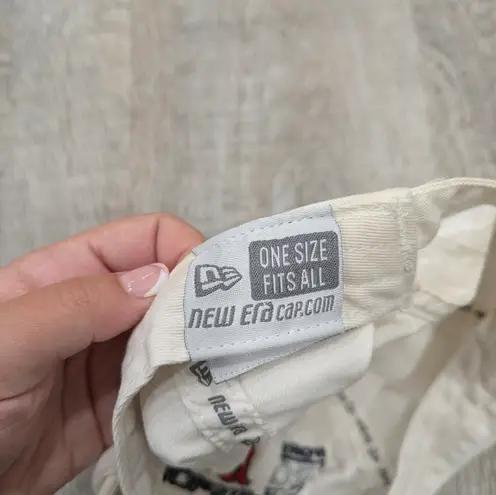 ONE SIZE
FITS ALL
NEW ERA CAP.COM
NEW ERA